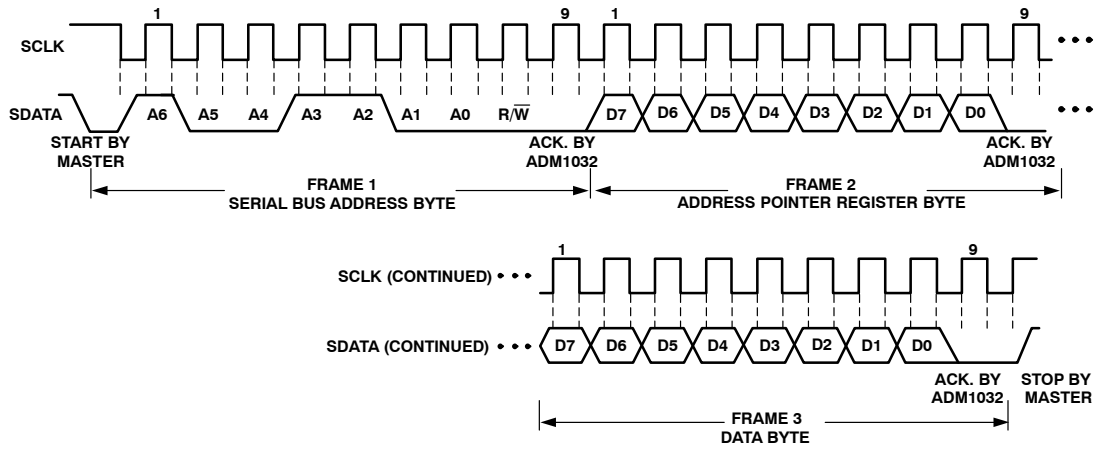 1 9 1 9
SCLK
SDATA A6 A5 A4 A3 A2 A1 A0 R/W̅ D7 D6 D5 D4 D3 D2 D1 D0
START BY MASTER
ACK. BY ADM1032
ACK. BY ADM1032
FRAME 1
SERIAL BUS ADDRESS BYTE
FRAME 2
ADDRESS POINTER REGISTER BYTE
1 9
SCLK (CONTINUED)
SDATA (CONTINUED) D7 D6 D5 D4 D3 D2 D1 D0
ACK. BY ADM1032
STOP BY MASTER
FRAME 3
DATA BYTE